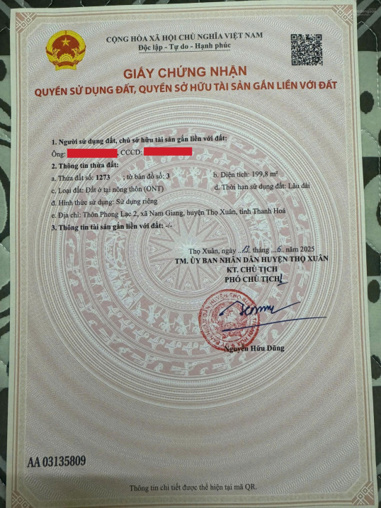 CỘNG HÒA XÃ HỘI CHỦ NGHĨA VIỆT NAM
Độc lập - Tự do - Hạnh phúc
GIẤY CHỨNG NHẬN
QUYỀN SỬ DỤNG ĐẤT, QUYỀN SỞ HỮU TÀI SẢN GẮN LIỀN VỚI ĐẤT
1. Người sử dụng đất, chủ sở hữu tài sản gắn liền với đất:
Ông: , CCCD:
2. Thông tin thửa đất:
a. Thửa đất số: 1273 ; tờ bản đồ số: 3 b. Diện tích: 199,8 m²
c. Loại đất: Đất ở tại nông thôn (ONT) d. Thời hạn sử dụng đất: Lâu dài
đ. Hình thức sử dụng: Sử dụng riêng
e. Địa chỉ: Thôn Phong Lạc 2, xã Nam Giang, huyện Thọ Xuân, tỉnh Thanh Hoá
3. Thông tin tài sản gắn liền với đất: -/-
Thọ Xuân, ngày tháng 6 năm 2025
TM. ỦY BAN NHÂN DÂN HUYỆN THỌ XUÂN
KT. CHỦ TỊCH
PHÓ CHỦ TỊCH
Nguyễn Hữu Dũng
AA 03135809
Thông tin chi tiết được thể hiện tại mã QR.